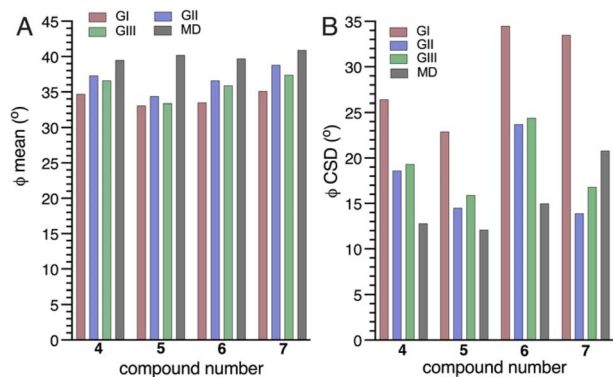 A
GI
GII
GIII
MD
ϕ mean (º)
45
40
35
30
25
20
15
10
5
0
4 5 6 7
compound number
B
GI
GII
GIII
MD
ϕ CSD (º)
35
30
25
20
15
10
5
0
4 5 6 7
compound number